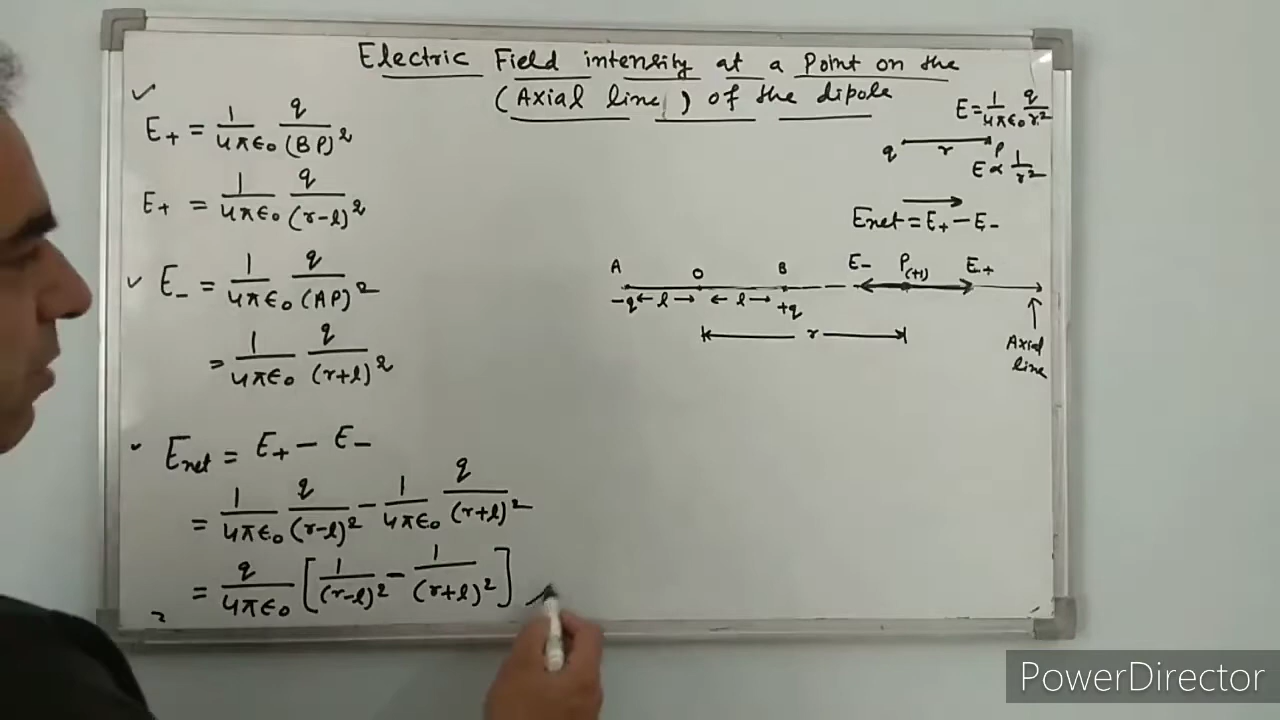 Electric Field intensity at a Point on the
(Axial line) of the dipole
E₊ = 1/4πϵ₀ q/(BP)²
E₊ = 1/4πϵ₀ q/(r-l)²
E₋ = 1/4πϵ₀ q/(AP)²
= 1/4πϵ₀ q/(r+l)²
Enet = E₊ - E₋
= 1/4πϵ₀ q/(r-l)² - 1/4πϵ₀ q/(r+l)²
= q/4πϵ₀ [1/(r-l)² - 1/(r+l)²]
E = 1/4πϵ₀ q/r²
q r P
E ∝ 1/r²
Enet = E₊ - E₋
A O B E₋ P(+1) E₊
-q ← l → ← l → +q
r
Axial
line
PowerDirector